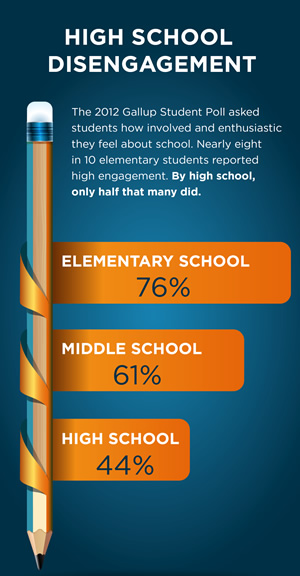 HIGH SCHOOL
DISENGAGEMENT
The 2012 Gallup Student Poll asked
students how involved and enthusiastic
they feel about school. Nearly eight
in 10 elementary students reported
high engagement. By high school,
only half that many did.
ELEMENTARY SCHOOL
76%
MIDDLE SCHOOL
61%
HIGH SCHOOL
44%